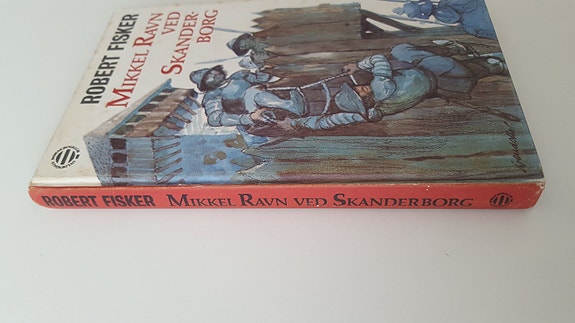 ROBERT FISKER
MIKKEL RAVN
VED
SKANDER-
BORG
ROBERT FISKER MIKKEL RAVN VED SKANDERBORG